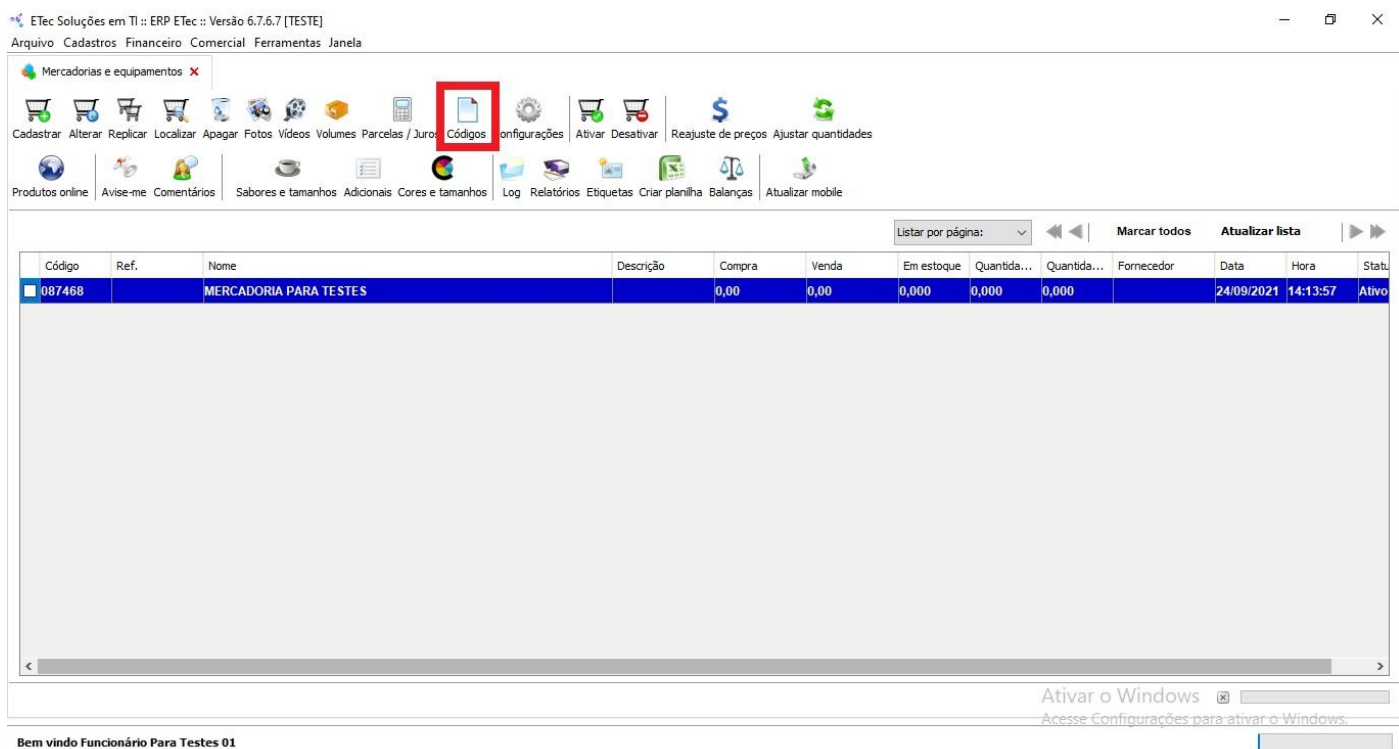 ETec Soluções em TI :: ERP ETec :: Versão 6.7.6.7 [TESTE]
Arquivo Cadastros Financeiro Comercial Ferramentas Janela
Mercadorias e equipamentos
Cadastrar Alterar Replicar Localizar Apagar Fotos Vídeos Volumes Parcelas / Juros Códigos onfigurações Ativar Desativar Reajuste de preços Ajustar quantidades
Produtos online Avise-me Comentários Sabores e tamanhos Adicionais Cores e tamanhos Log Relatórios Etiquetas Criar planilha Balanças Atualizar mobile
Listar por página: Marcar todos Atualizar lista
Código Ref. Nome Descrição Compra Venda Em estoque Quantida... Quantida... Fornecedor Data Hora Statu
087468 MERCADORIA PARA TESTES 0,00 0,00 0,000 0,000 0,000 24/09/2021 14:13:57 Ativo
Ativar o Windows
Acesse Configurações para ativar o Windows.
Bem vindo Funcionário Para Testes 01